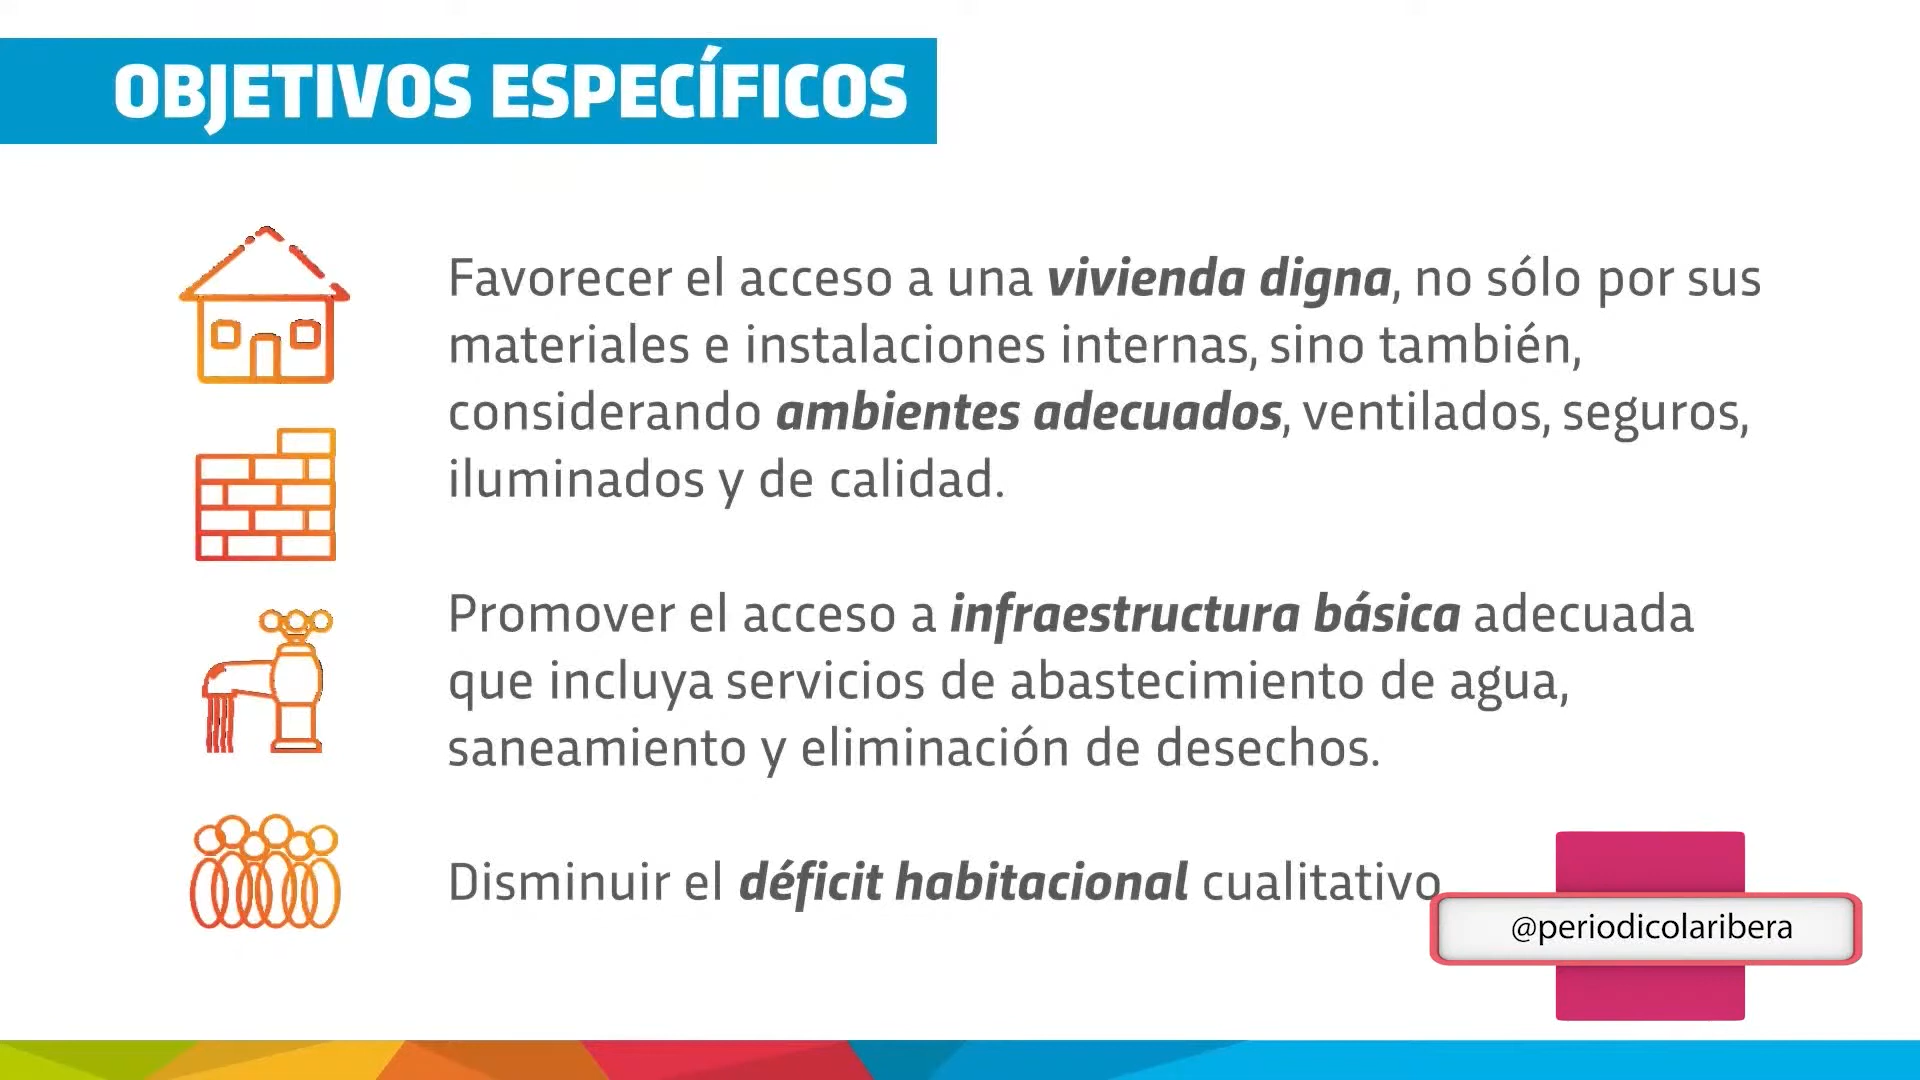 OBJETIVOS ESPECÍFICOS
Favorecer el acceso a una vivienda digna, no sólo por sus
materiales e instalaciones internas, sino también,
considerando ambientes adecuados, ventilados, seguros,
iluminados y de calidad.
Promover el acceso a infraestructura básica adecuada
que incluya servicios de abastecimiento de agua,
saneamiento y eliminación de desechos.
Disminuir el déficit habitacional cualitativo
@periodicolaribera